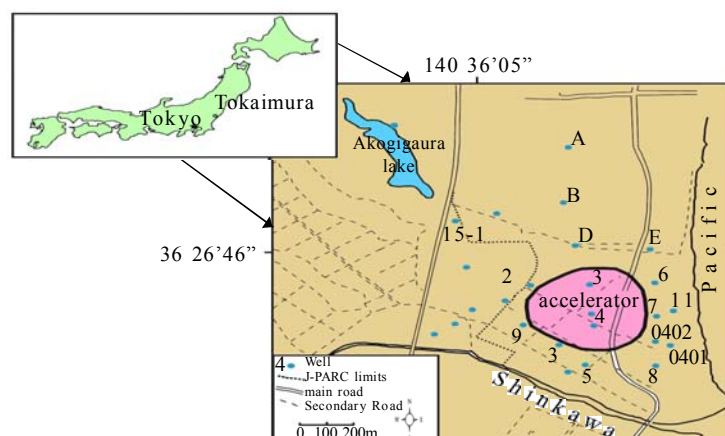 140 36'05"
Tokyo
Tokaimura
Akogigaura
lake
A
B
15-1
D
E
36 26'46"
Pacific
2
3
6
accelerator
7
11
4
9
0402
3
0401
5
8
Shinkawa
4 Well
J-PARC limits
main road
Secondary Road
0 100 200m
N
W E
S